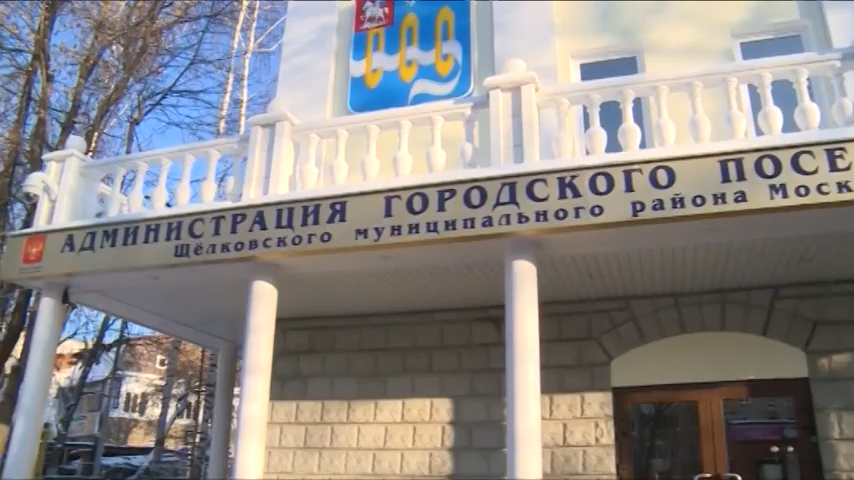 АДМИНИСТРАЦИЯ ГОРОДСКОГО ПОСЕ
Щёлковского муниципального района Моск